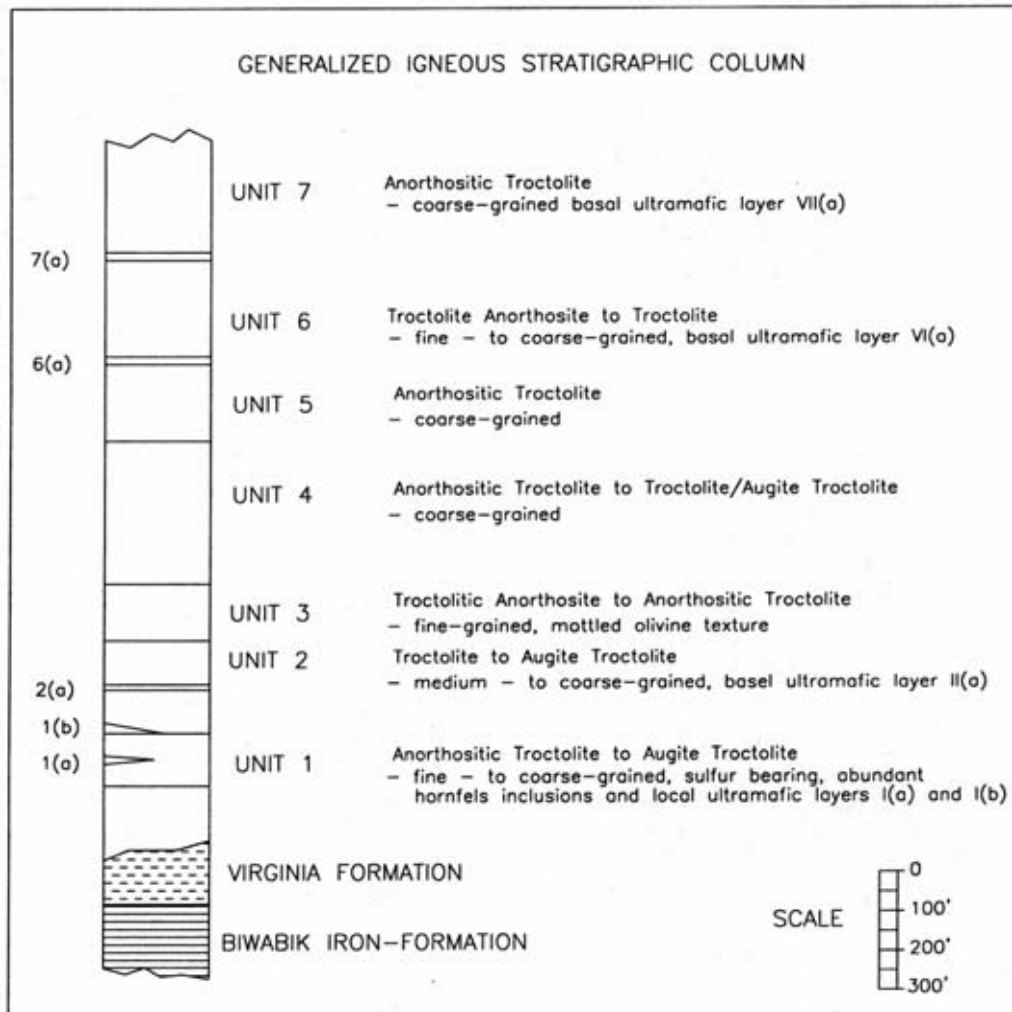 GENERALIZED IGNEOUS STRATIGRAPHIC COLUMN
UNIT 7
Anorthositic Troctolite
– coarse-grained basal ultramafic layer VII(a)
7(a)
UNIT 6
Troctolite Anorthosite to Troctolite
– fine – to coarse-grained, basal ultramafic layer VI(a)
6(a)
UNIT 5
Anorthositic Troctolite
– coarse-grained
UNIT 4
Anorthositic Troctolite to Troctolite/Augite Troctolite
– coarse-grained
UNIT 3
Troctolitic Anorthosite to Anorthositic Troctolite
– fine-grained, mottled olivine texture
UNIT 2
Troctolite to Augite Troctolite
– medium – to coarse-grained, basel ultramafic layer II(a)
2(a)
1(b)
1(a)
UNIT 1
Anorthositic Troctolite to Augite Troctolite
– fine – to coarse-grained, sulfur bearing, abundant
hornfels inclusions and local ultramafic layers I(a) and I(b)
VIRGINIA FORMATION
BIWABIK IRON-FORMATION
SCALE
0
100'
200'
300'